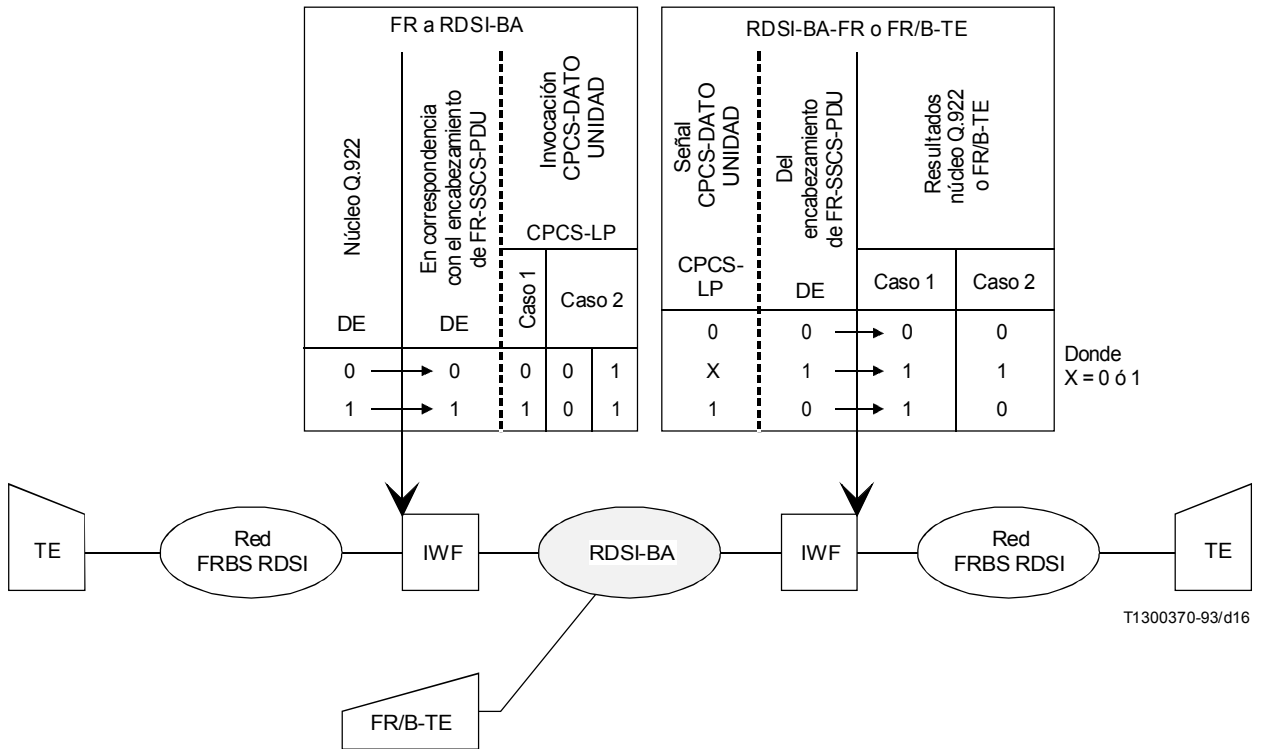 FR a RDSI-BA
Núcleo Q.922
En correspondencia
con el encabezamiento
de FR-SSCS-PDU
Invocación
CPCS-DATO
UNIDAD
CPCS-LP
Caso 1
Caso 2
DE
DE
0 0 0 0 1
1 1 1 0 1
RDSI-BA-FR o FR/B-TE
Señal
CPCS-DATO
UNIDAD
Del
encabezamiento
de FR-SSCS-PDU
Resultados
núcleo Q.922
o FR/B-TE
CPCS-
LP
DE
Caso 1
Caso 2
0 0 0 0
X 1 1 1
1 0 1 0
Donde
X = 0 ó 1
TE
Red
FRBS RDSI
IWF
RDSI-BA
IWF
Red
FRBS RDSI
TE
T1300370-93/d16
FR/B-TE